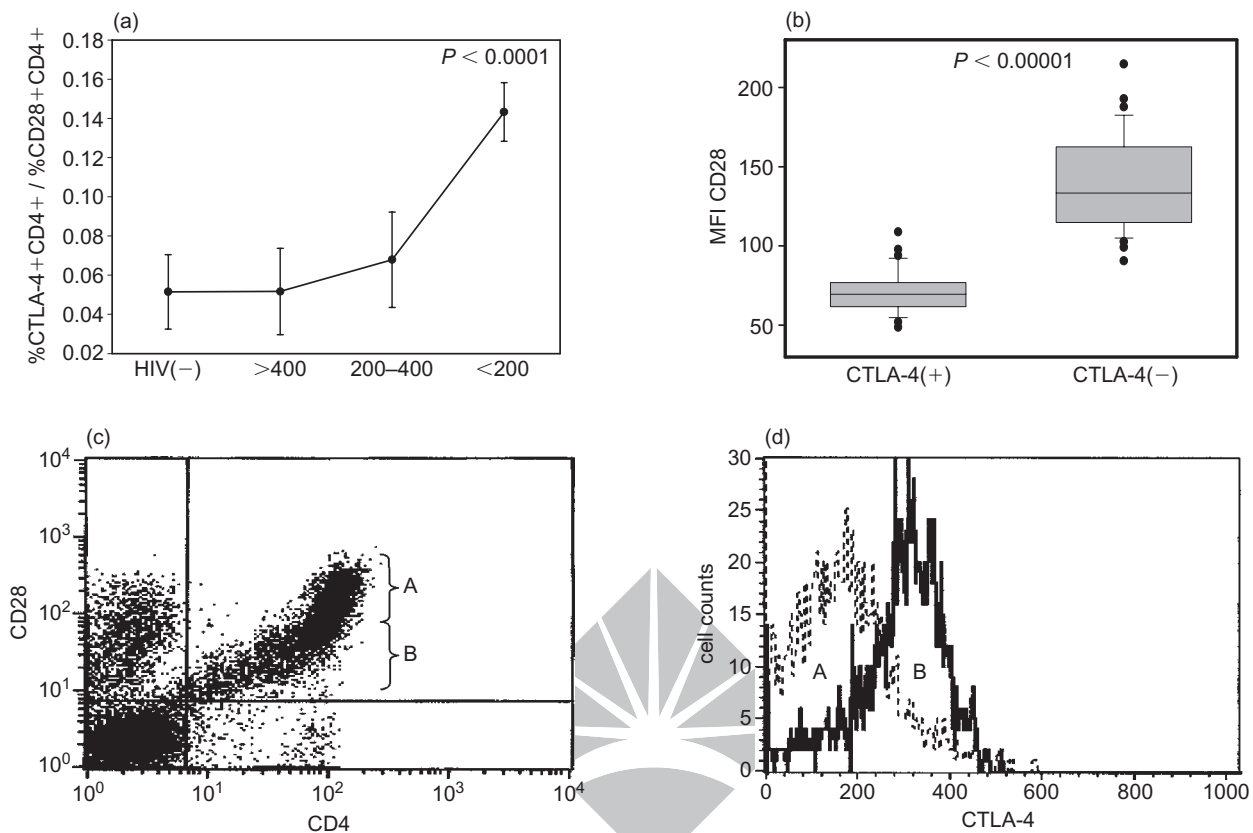 (a)
%CTLA-4+CD4+ / %CD28+CD4+
0.18
0.16
0.14
0.12
0.10
0.08
0.06
0.04
0.02
P < 0.0001
HIV(−)
>400
200–400
<200
(b)
MFI CD28
200
150
100
50
P < 0.00001
CTLA-4(+)
CTLA-4(−)
(c)
CD28
10⁴
10³
10²
10¹
10⁰
A
B
10⁰
10¹
10²
10³
10⁴
CD4
(d)
cell counts
30
25
20
15
10
5
0
A
B
0
200
400
600
800
1000
CTLA-4